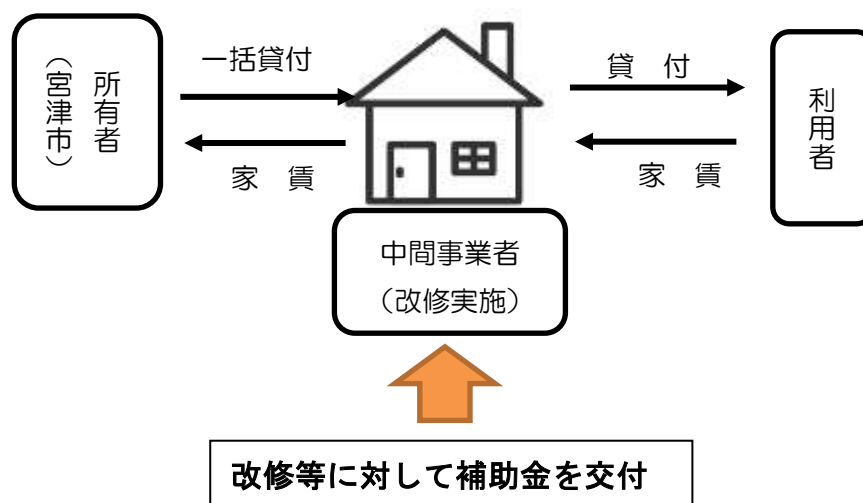 所有者
（宮津市）
一括貸付
家　賃
貸　付
家　賃
利用者
中間事業者
（改修実施）
改修等に対して補助金を交付